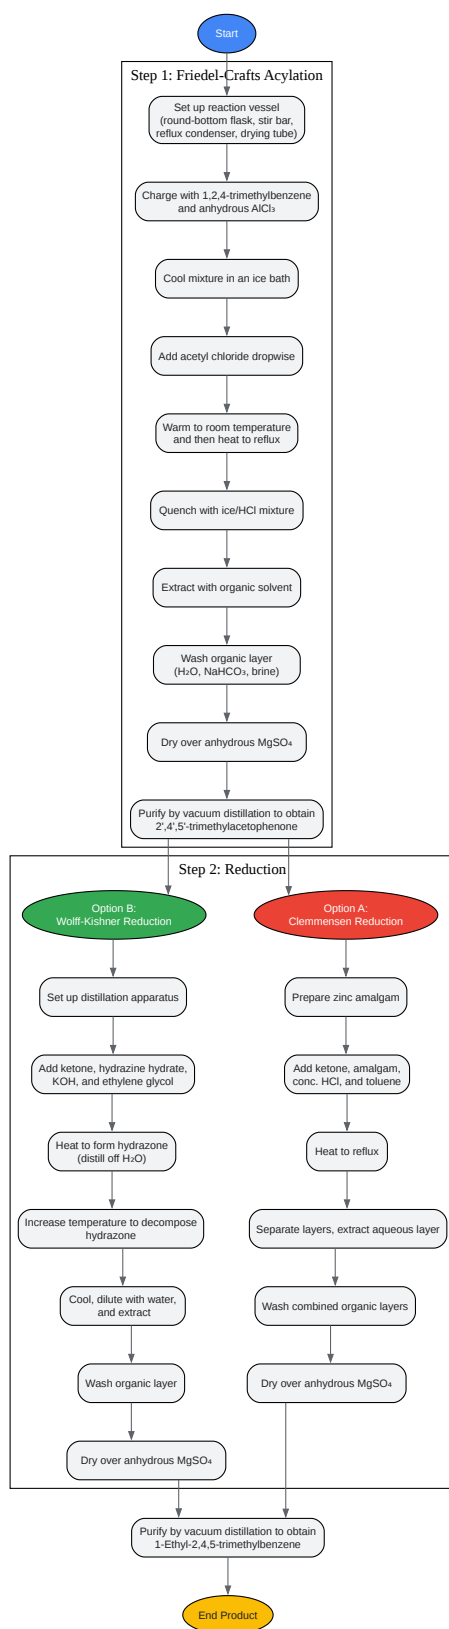 Start
Step 1: Friedel-Crafts Acylation
Set up reaction vessel
(round-bottom flask, stir bar,
reflux condenser, drying tube)
Charge with 1,2,4-trimethylbenzene
and anhydrous AlCl₃
Cool mixture in an ice bath
Add acetyl chloride dropwise
Warm to room temperature
and then heat to reflux
Quench with ice/HCl mixture
Extract with organic solvent
Wash organic layer
(H₂O, NaHCO₃, brine)
Dry over anhydrous MgSO₄
Purify by vacuum distillation to obtain
2',4',5'-trimethylacetophenone
Step 2: Reduction
Option B:
Wolff-Kishner Reduction
Set up distillation apparatus
Add ketone, hydrazine hydrate,
KOH, and ethylene glycol
Heat to form hydrazone
(distill off H₂O)
Increase temperature to decompose
hydrazone
Cool, dilute with water,
and extract
Wash organic layer
Dry over anhydrous MgSO₄
Option A:
Clemmensen Reduction
Prepare zinc amalgam
Add ketone, amalgam,
conc. HCl, and toluene
Heat to reflux
Separate layers, extract aqueous layer
Wash combined organic layers
Dry over anhydrous MgSO₄
Purify by vacuum distillation to obtain
1-Ethyl-2,4,5-trimethylbenzene
End Product